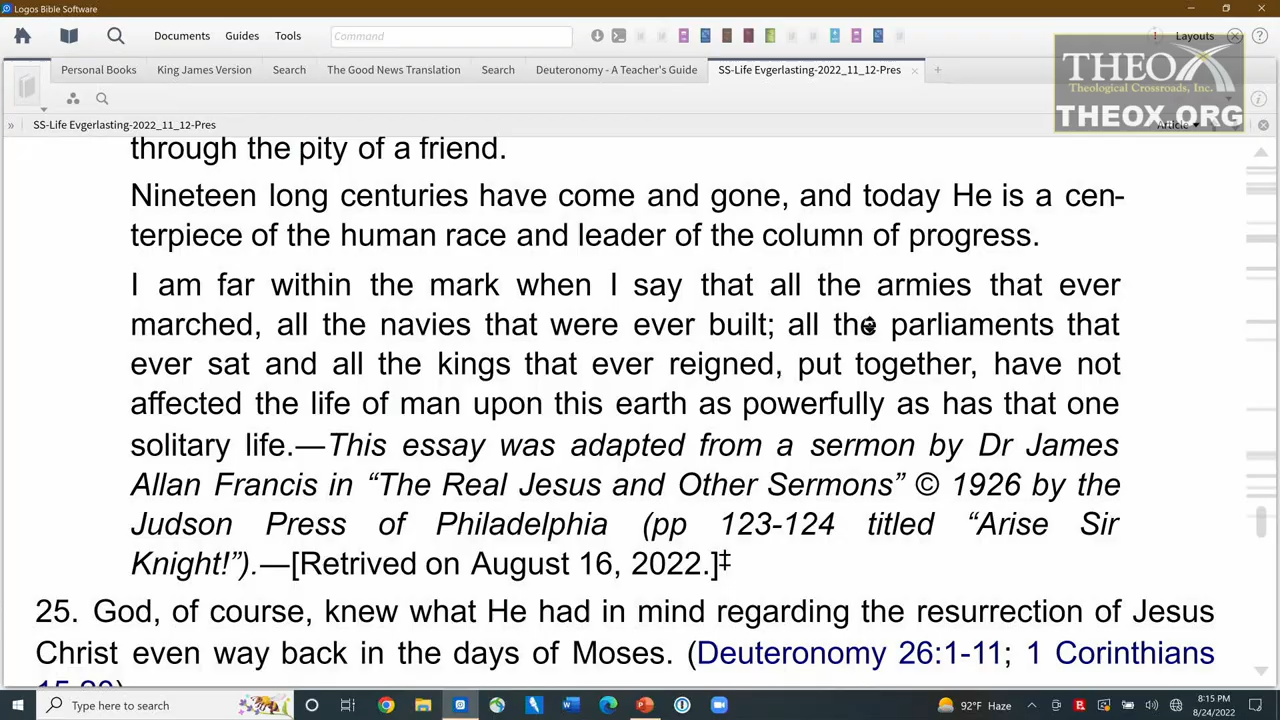 Logos Bible Software
Documents Guides Tools Command Layouts
Personal Books King James Version Search The Good News Translation Search Deuteronomy - A Teacher's Guide SS-Life Evgerlasting-2022_11_12-Pres
THEOX
Theological Crossroads, Inc.
THEOX.ORG
SS-Life Evgerlasting-2022_11_12-Pres Article
through the pity of a friend.
Nineteen long centuries have come and gone, and today He is a cen-
terpiece of the human race and leader of the column of progress.
I am far within the mark when I say that all the armies that ever
marched, all the navies that were ever built; all the parliaments that
ever sat and all the kings that ever reigned, put together, have not
affected the life of man upon this earth as powerfully as has that one
solitary life.—This essay was adapted from a sermon by Dr James
Allan Francis in “The Real Jesus and Other Sermons” © 1926 by the
Judson Press of Philadelphia (pp 123-124 titled “Arise Sir
Knight!”).—[Retrived on August 16, 2022.]‡
25. God, of course, knew what He had in mind regarding the resurrection of Jesus
Christ even way back in the days of Moses. (Deuteronomy 26:1-11; 1 Corinthians
15:20)
Type here to search
92°F Haze
8:15 PM
8/24/2022